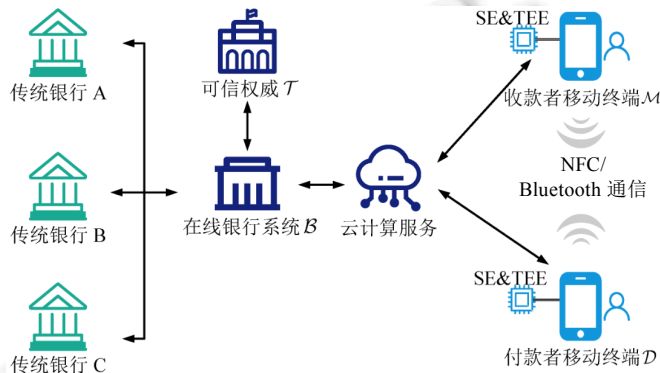 SE&TEE
传统银行 A
可信权威 𝒯
收款者移动终端ℳ
NFC/
Bluetooth 通信
传统银行 B
在线银行系统 ℬ
云计算服务
SE&TEE
传统银行 C
付款者移动终端 𝒟